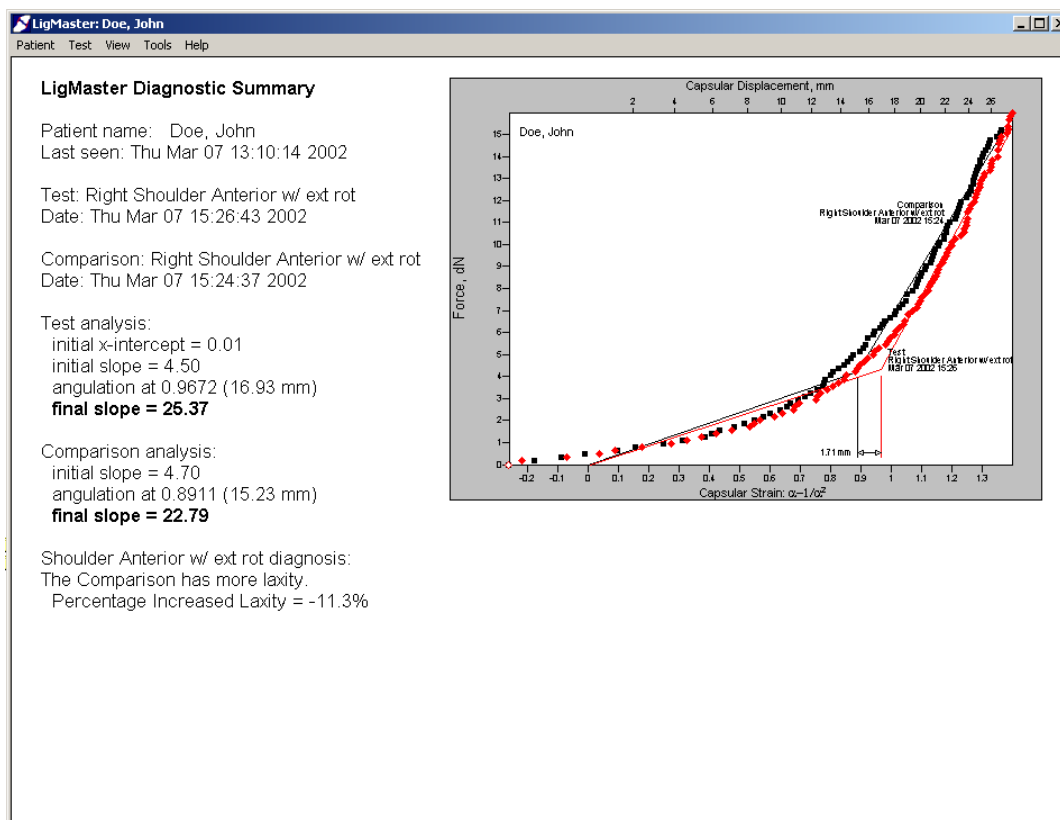 LigMaster: Doe, John
Patient Test View Tools Help
LigMaster Diagnostic Summary
Patient name: Doe, John
Last seen: Thu Mar 07 13:10:14 2002
Test: Right Shoulder Anterior w/ ext rot
Date: Thu Mar 07 15:26:43 2002
Comparison: Right Shoulder Anterior w/ ext rot
Date: Thu Mar 07 15:24:37 2002
Test analysis:
initial x-intercept = 0.01
initial slope = 4.50
angulation at 0.9672 (16.93 mm)
final slope = 25.37
Comparison analysis:
initial slope = 4.70
angulation at 0.8911 (15.23 mm)
final slope = 22.79
Shoulder Anterior w/ ext rot diagnosis:
The Comparison has more laxity.
Percentage Increased Laxity = -11.3%
Capsular Displacement, mm
2 4 6 8 10 12 14 16 18 20 22 24 26
Doe, John
Force, dN
15
14
13
12
11
10
9
8
7
6
5
4
3
2
1
0
Comparison
Right Shoulder Anterior w/ ext rot
Mar 07 2002 15:24
Test
Right Shoulder Anterior w/ ext rot
Mar 07 2002 15:26
1.71 mm
-0.2 -0.1 0 0.1 0.2 0.3 0.4 0.5 0.6 0.7 0.8 0.9 1 1.1 1.2 1.3
Capsular Strain: α-1/α²